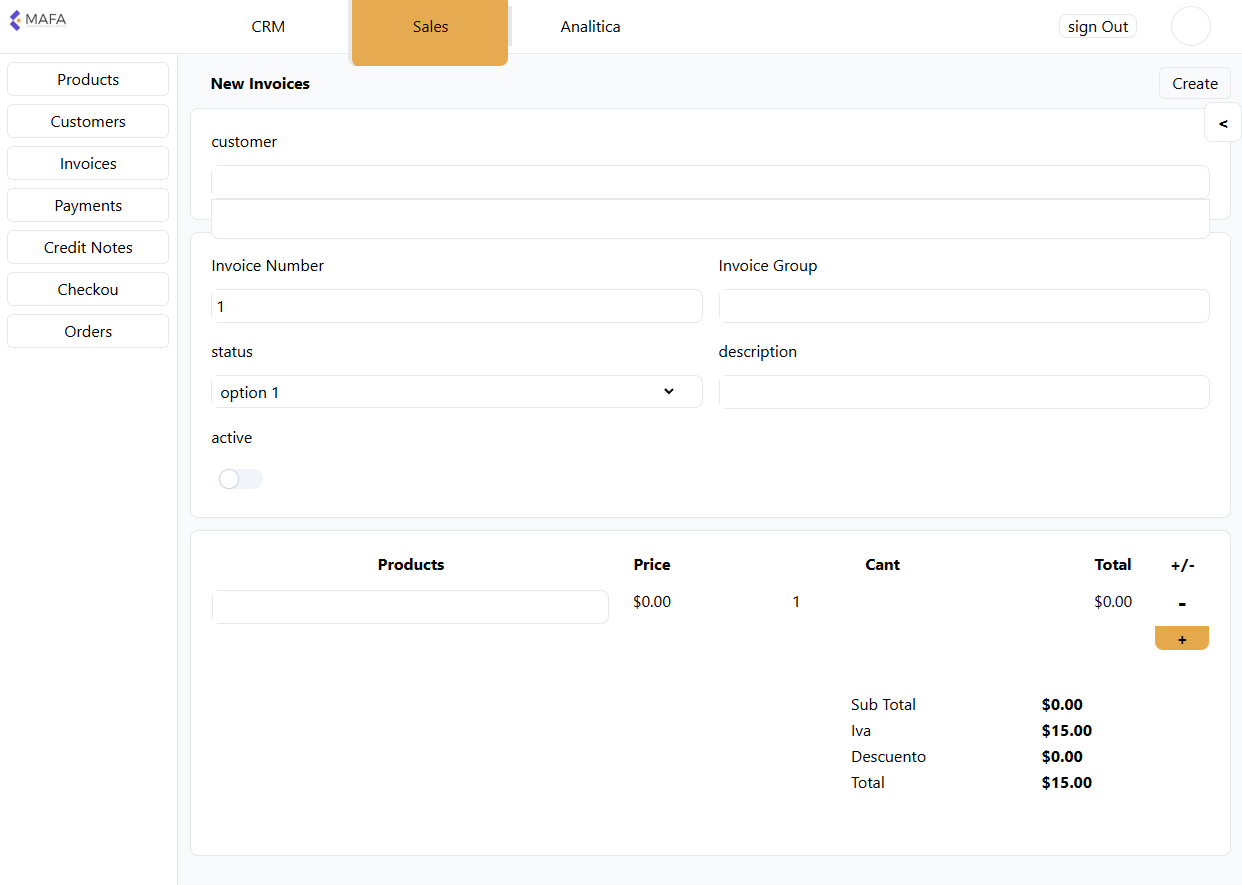 MAFA
CRM Sales Analitica sign Out
Products
Customers
Invoices
Payments
Credit Notes
Checkou
Orders
New Invoices Create
<
customer
Invoice Number Invoice Group
1
status description
option 1
active
Products Price Cant Total +/-
$0.00 1 $0.00 -
+
Sub Total $0.00
Iva $15.00
Descuento $0.00
Total $15.00